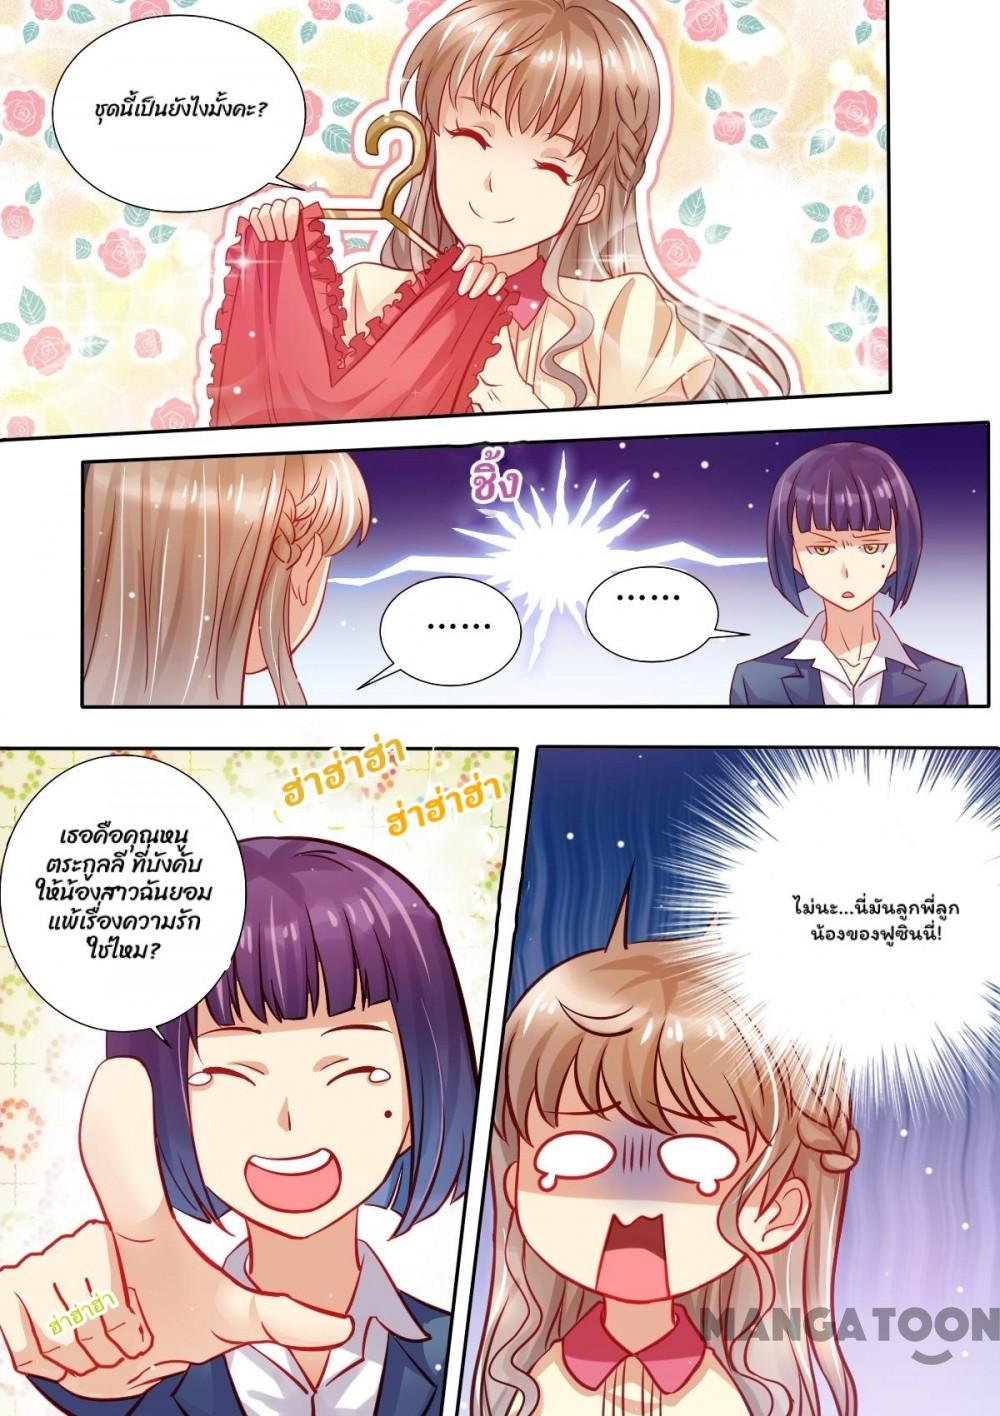 ชุดนี้เป็นยังไงมั้งคะ?
ชิ้ง
......
......
ฮ่าฮ่าฮ่า
ฮ่าฮ่าฮ่า
เธอคือคุณหนู
ตระกูลลี ที่บังคับ
ให้น้องสาวฉันยอม
แพ้เรื่องความรัก
ใช่ไหม?
ฮ่าฮ่าฮ่า
ไม่นะ...นี่มันลูกพี่ลูก
น้องของฟูซินนี่!
MANGATOON